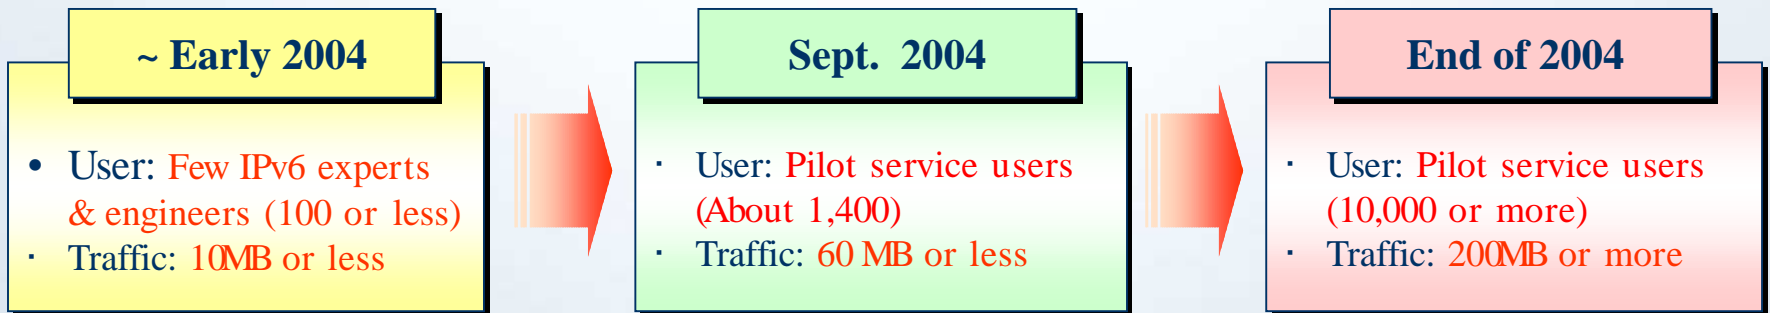 ~ Early 2004
• User: Few IPv6 experts
& engineers (100 or less)
· Traffic: 10MB or less
Sept. 2004
· User: Pilot service users
(About 1,400)
· Traffic: 60 MB or less
End of 2004
· User: Pilot service users
(10,000 or more)
· Traffic: 200MB or more